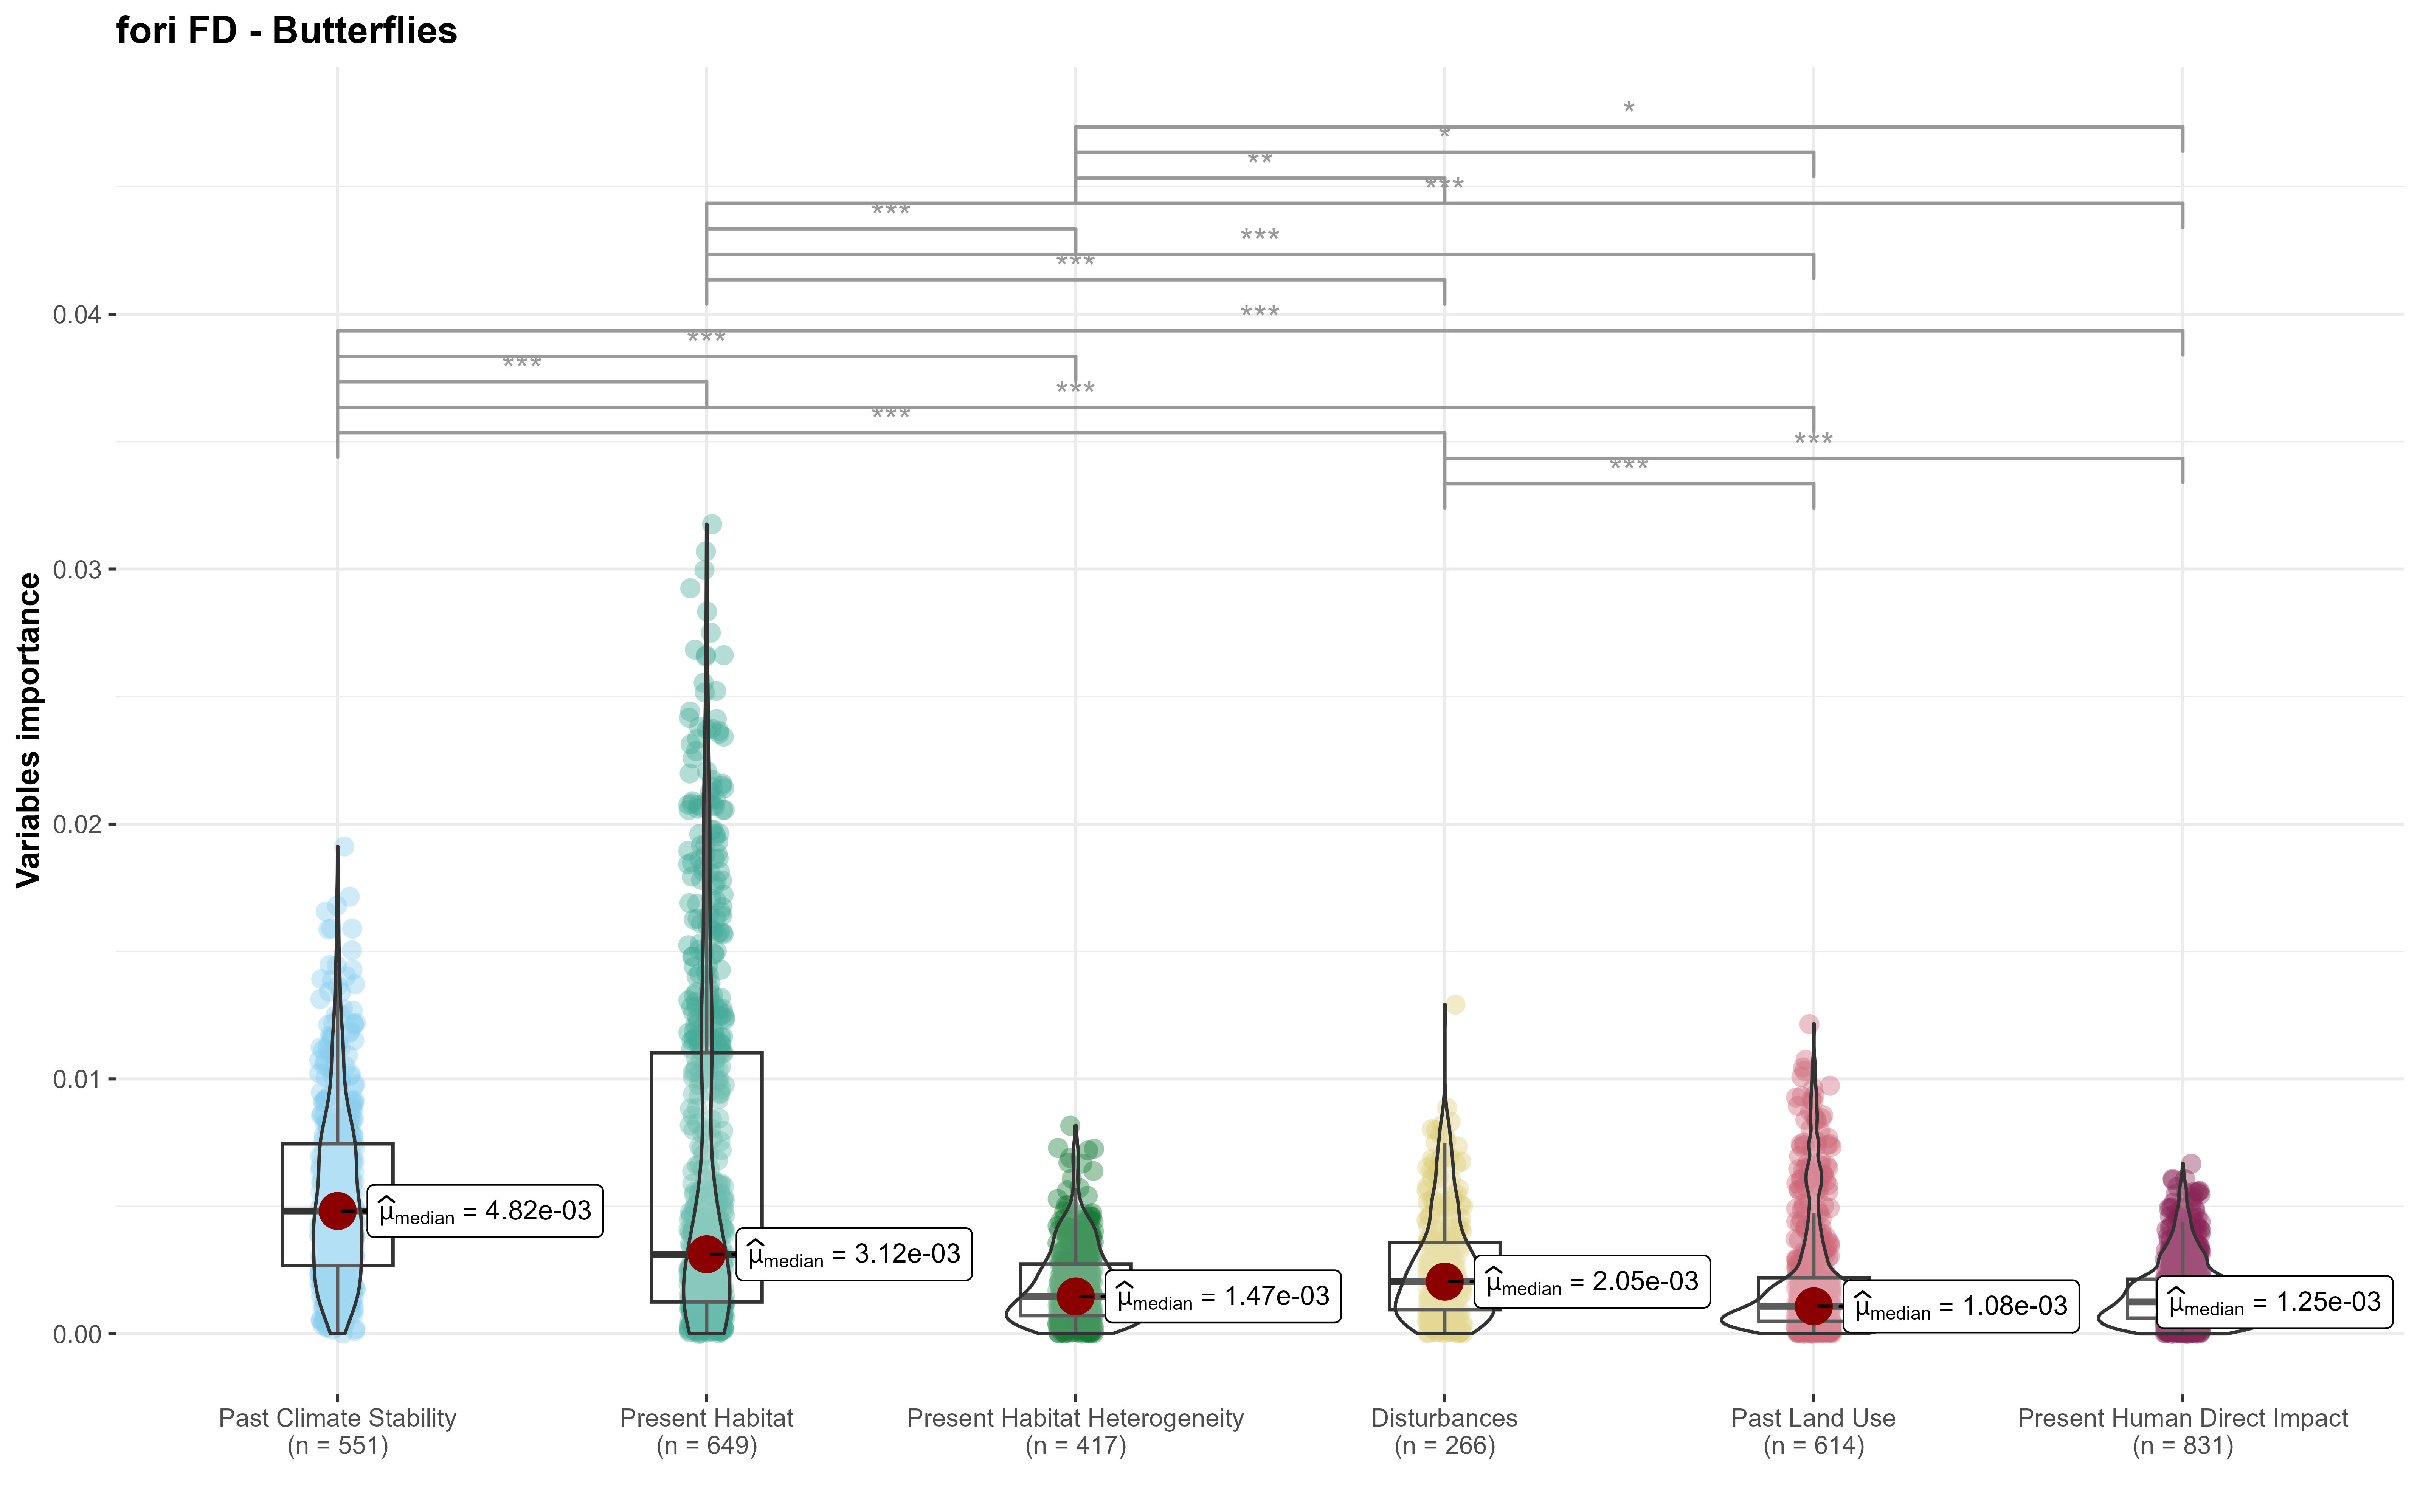 fori FD - Butterflies
*
*
**
***
***
***
***
***
***
***
***
***
***
***
0.04
0.03
0.02
0.01
0.00
Variables importance
μ̂median = 4.82e-03
μ̂median = 3.12e-03
μ̂median = 1.47e-03
μ̂median = 2.05e-03
μ̂median = 1.08e-03
μ̂median = 1.25e-03
Past Climate Stability
(n = 551)
Present Habitat
(n = 649)
Present Habitat Heterogeneity
(n = 417)
Disturbances
(n = 266)
Past Land Use
(n = 614)
Present Human Direct Impact
(n = 831)